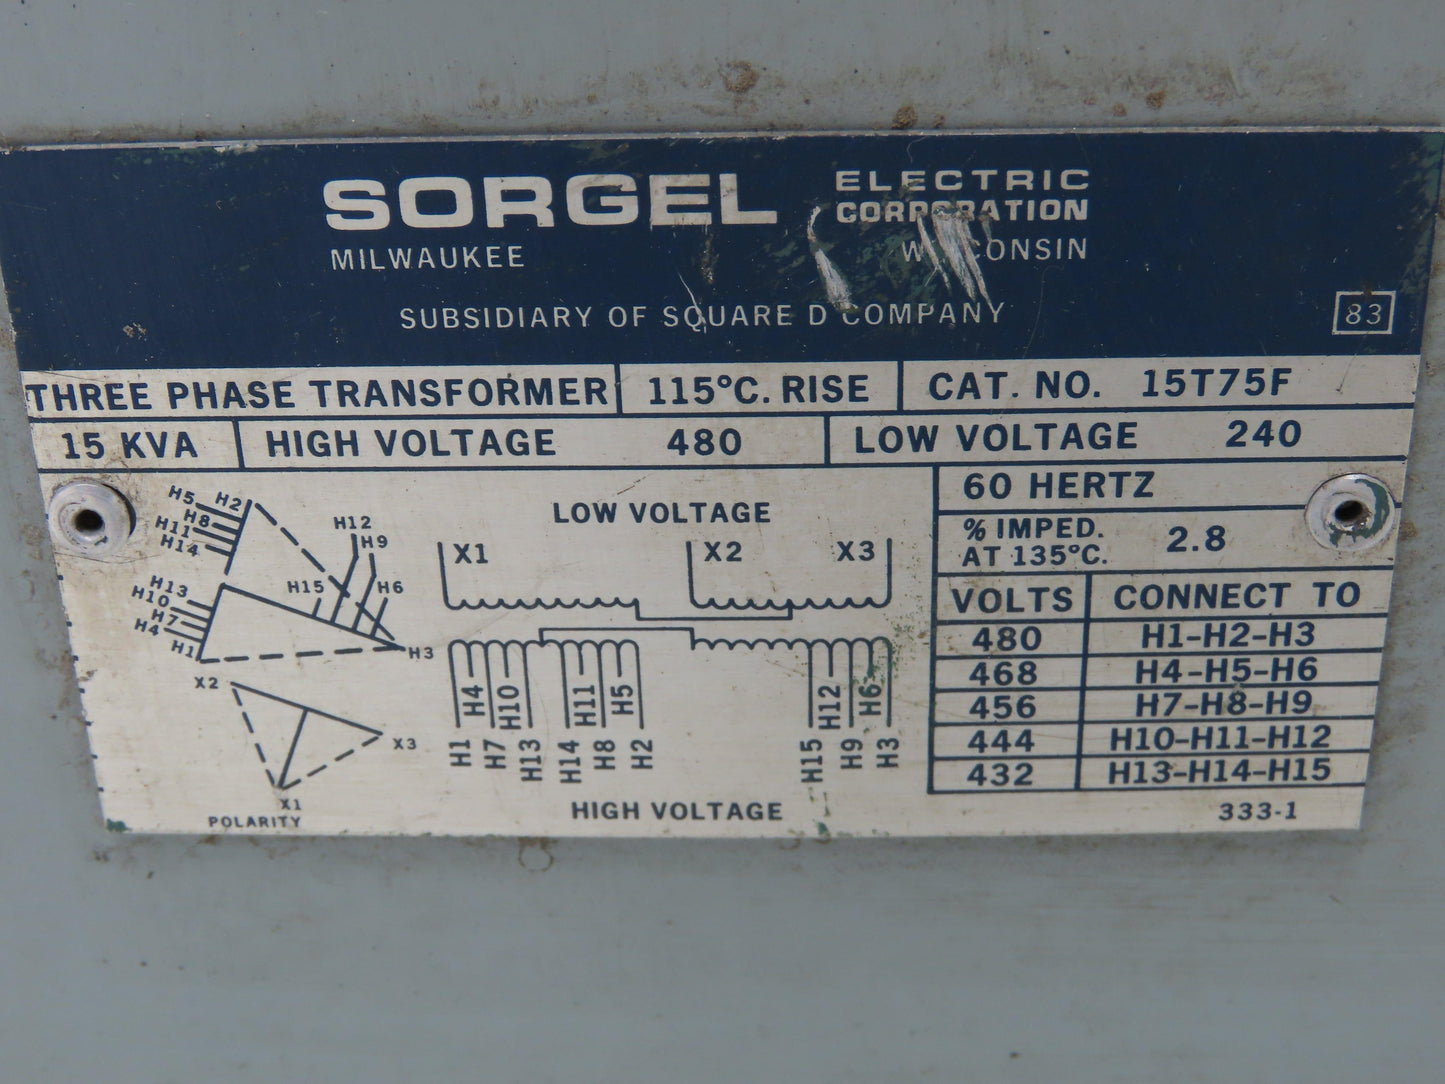 SORGEL ELECTRIC CORPORATION
MILWAUKEE WISCONSIN
SUBSIDIARY OF SQUARE D COMPANY
83
THREE PHASE TRANSFORMER 115°C. RISE CAT. NO. 15T75F
15 KVA HIGH VOLTAGE 480 LOW VOLTAGE 240
60 HERTZ
% IMPED. AT 135°C. 2.8
VOLTS CONNECT TO
480 H1-H2-H3
468 H4-H5-H6
456 H7-H8-H9
444 H10-H11-H12
432 H13-H14-H15
333-1
H5 H2
H8
H11
H14
H12
H9
H15
H6
H13
H10
H7
H4
H1
H3
X2
X3
X1
POLARITY
LOW VOLTAGE
X1 X2 X3
H4 H10 H11 H5 H12 H6
H1 H7 H13 H14 H8 H2 H15 H9 H3
HIGH VOLTAGE